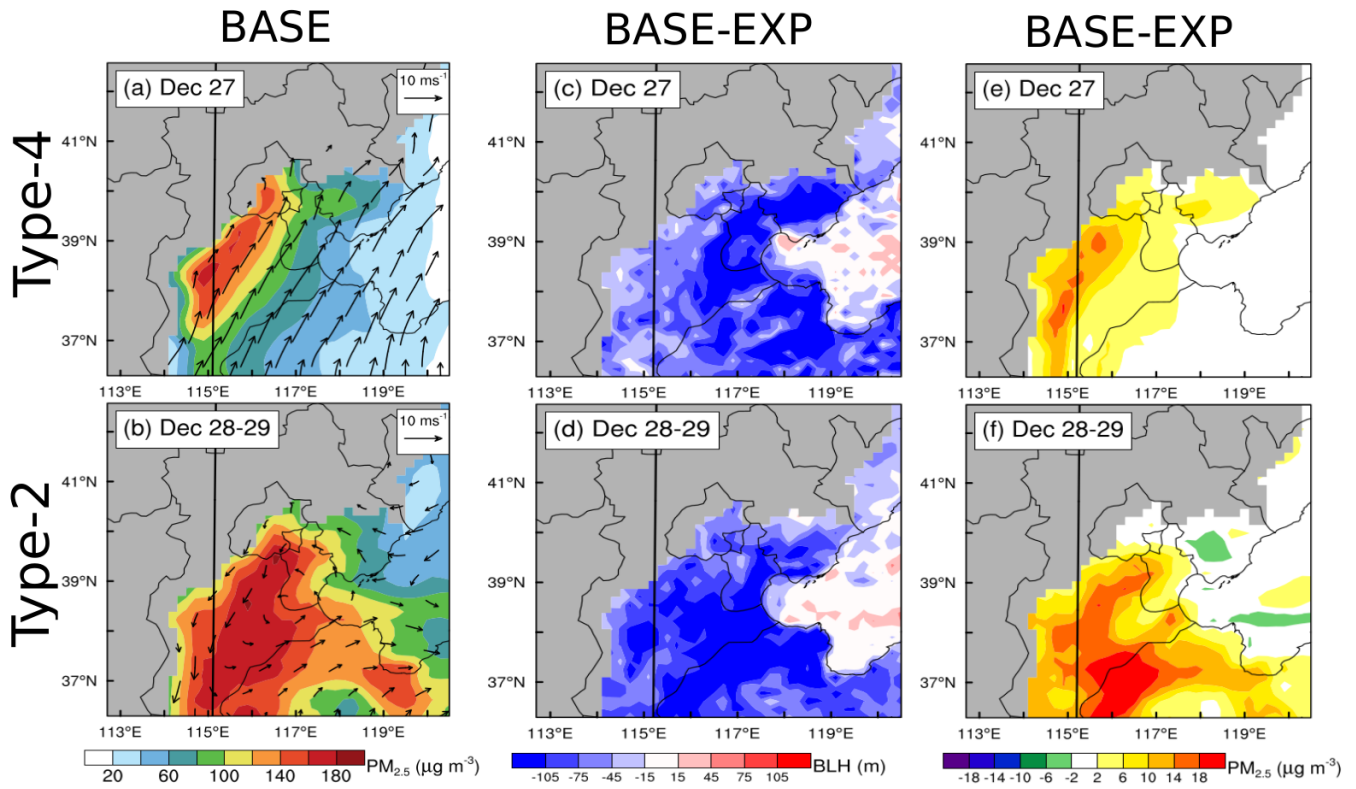 BASE
BASE-EXP
BASE-EXP
Type-4
(a) Dec 27
10 ms⁻¹
(c) Dec 27
(e) Dec 27
41°N
39°N
37°N
41°N
39°N
37°N
41°N
39°N
37°N
113°E 115°E 117°E 119°E
113°E 115°E 117°E 119°E
113°E 115°E 117°E 119°E
Type-2
(b) Dec 28-29
10 ms⁻¹
(d) Dec 28-29
(f) Dec 28-29
41°N
39°N
37°N
41°N
39°N
37°N
41°N
39°N
37°N
113°E 115°E 117°E 119°E
113°E 115°E 117°E 119°E
113°E 115°E 117°E 119°E
20 60 100 140 180 PM₂.₅ (μg m⁻³)
-105 -75 -45 -15 15 45 75 105 BLH (m)
-18 -14 -10 -6 -2 2 6 10 14 18 PM₂.₅ (μg m⁻³)